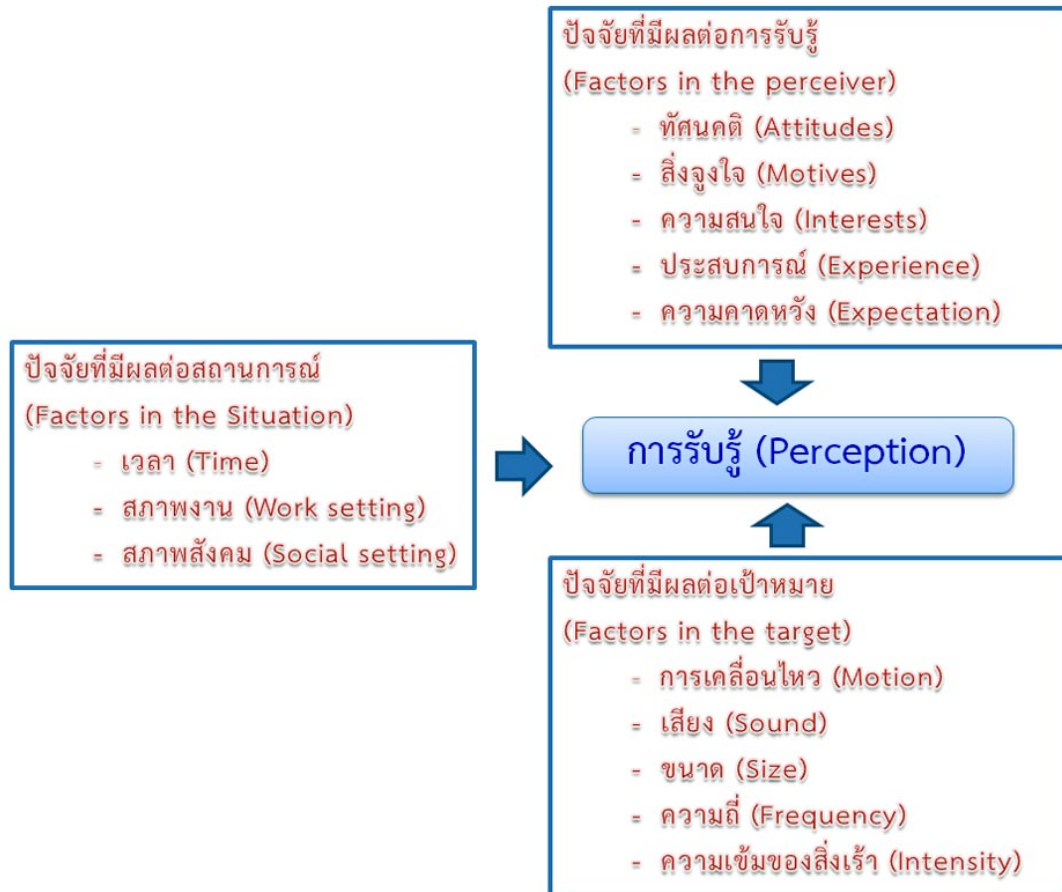 ปัจจัยที่มีผลต่อการรับรู้
(Factors in the perceiver)
- ทัศนคติ (Attitudes)
- สิ่งจูงใจ (Motives)
- ความสนใจ (Interests)
- ประสบการณ์ (Experience)
- ความคาดหวัง (Expectation)
ปัจจัยที่มีผลต่อสถานการณ์
(Factors in the Situation)
- เวลา (Time)
- สภาพงาน (Work setting)
- สภาพสังคม (Social setting)
การรับรู้ (Perception)
ปัจจัยที่มีผลต่อเป้าหมาย
(Factors in the target)
- การเคลื่อนไหว (Motion)
- เสียง (Sound)
- ขนาด (Size)
- ความถี่ (Frequency)
- ความเข้มของสิ่งเร้า (Intensity)